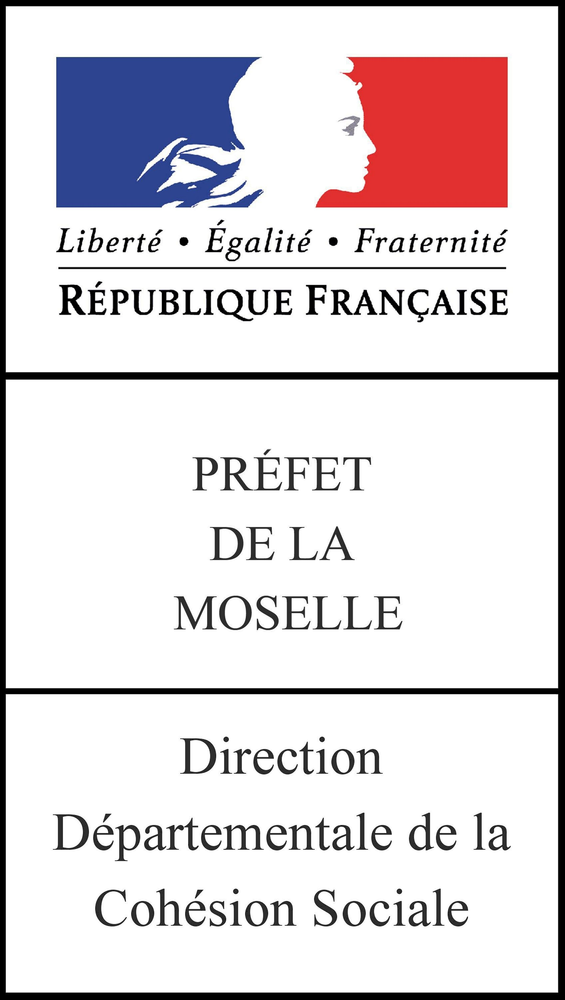 Liberté • Égalité • Fraternité
RÉPUBLIQUE FRANÇAISE
PRÉFET
DE LA
MOSELLE
Direction
Départementale de la
Cohésion Sociale